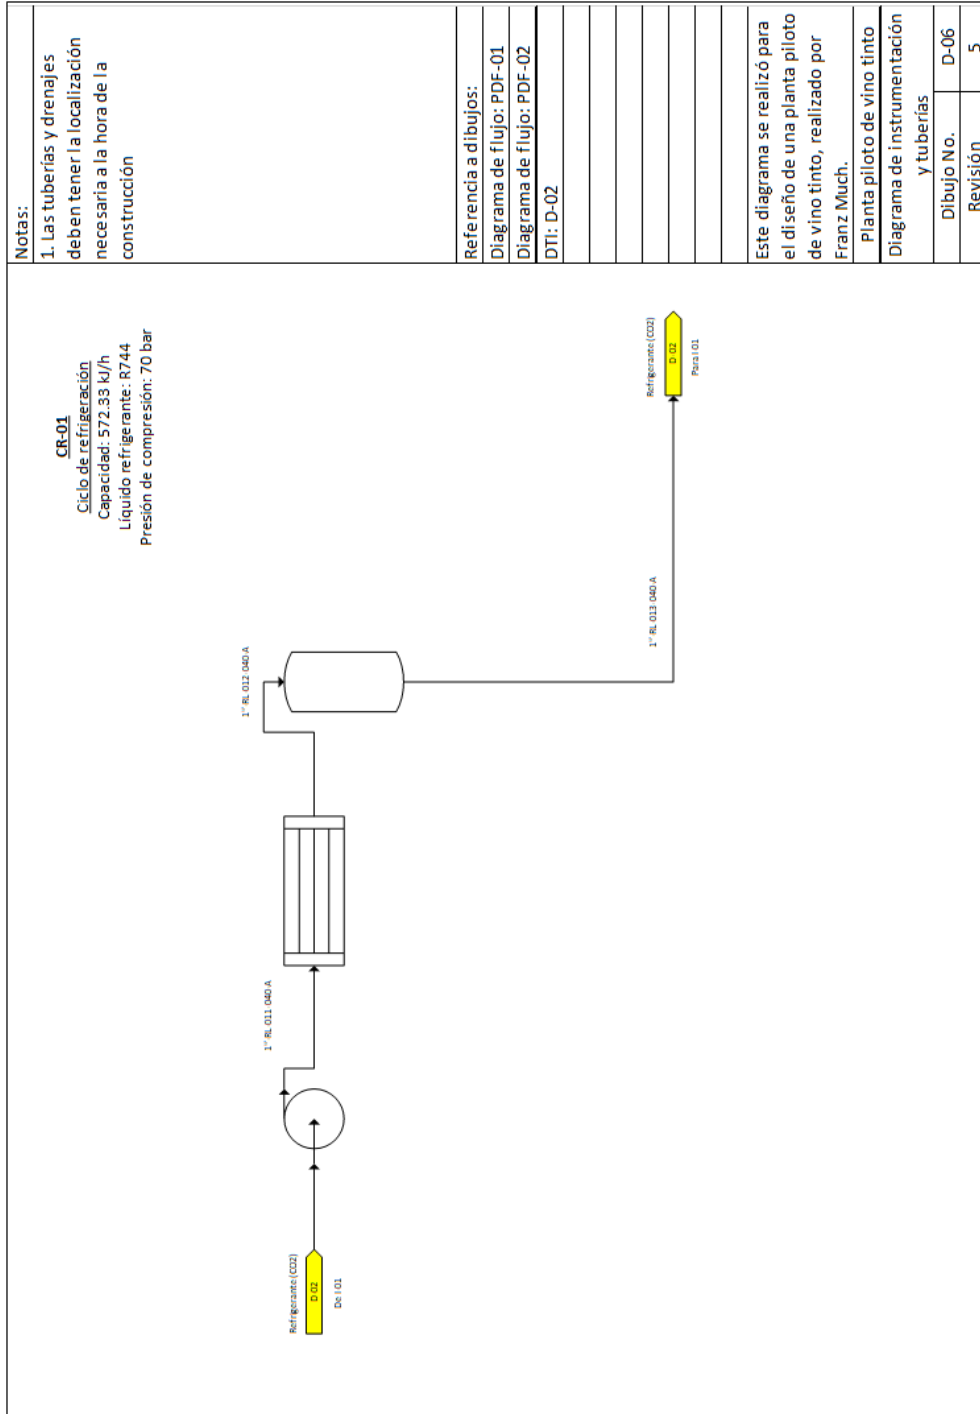 CR-01
Ciclo de refrigeración
Capacidad: 572.33 kJ/h
Líquido refrigerante: R744
Presión de compresión: 70 bar
Refrigerante (CO2)
D 02
De I 01
1" RL 011 040 A
1" RL 012 040 A
1" RL 013 040 A
Refrigerante (CO2)
D 02
Para I 01
Notas:
1. Las tuberías y drenajes
deben tener la localización
necesaria a la hora de la
construcción
Referencia a dibujos:
Diagrama de flujo: PDF-01
Diagrama de flujo: PDF-02
DTI: D-02
Este diagrama se realizó para
el diseño de una planta piloto
de vino tinto, realizado por
Franz Much.
Planta piloto de vino tinto
Diagrama de instrumentación
y tuberías
Dibujo No. D-06
Revisión 5